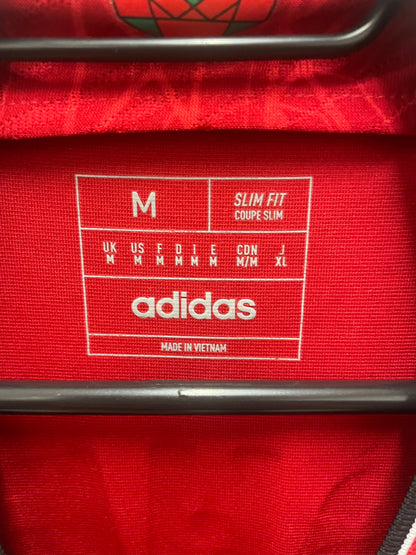 M
SLIM FIT
COUPE SLIM
UK US F D I E CDN J
M M M M M M M/M XL
adidas
MADE IN VIETNAM